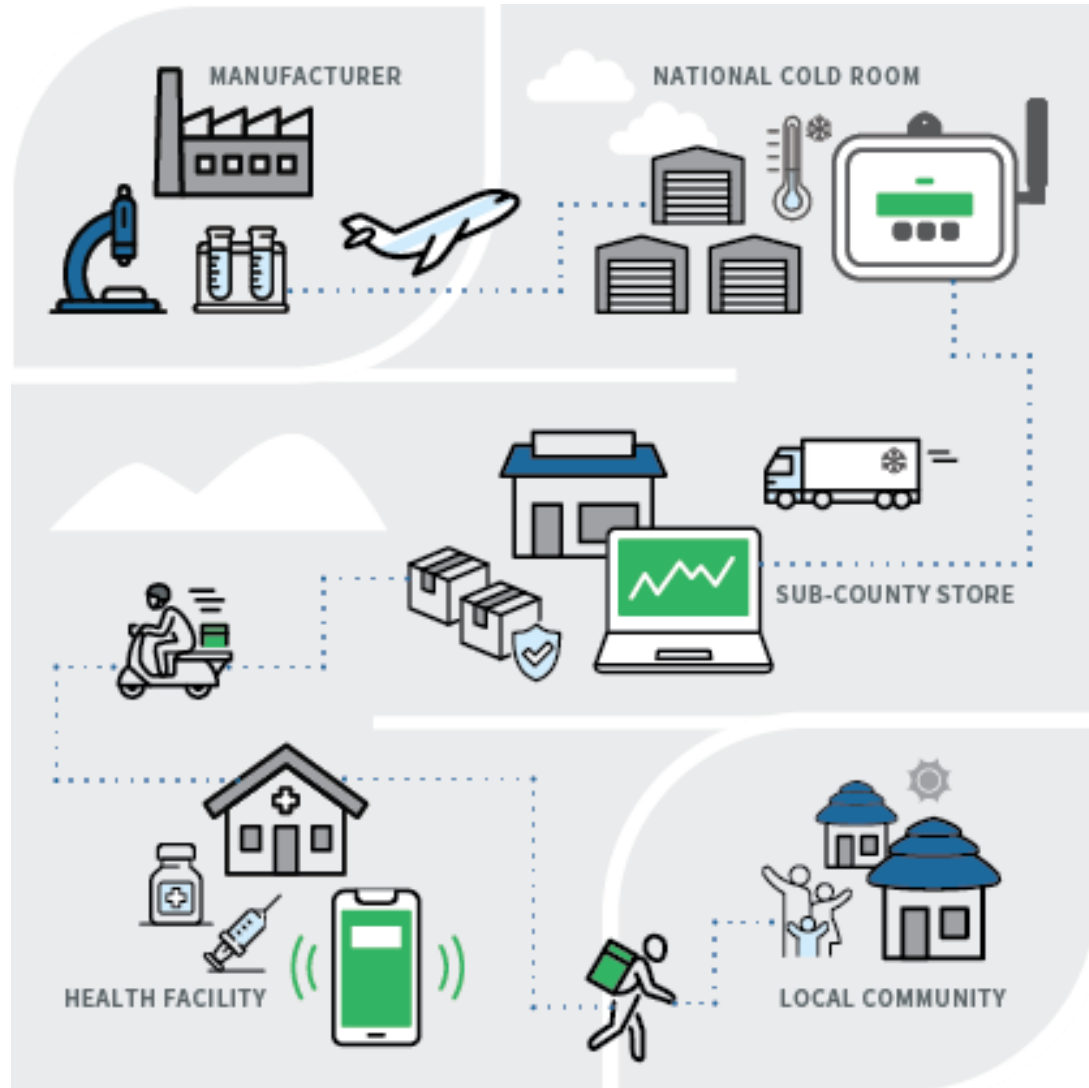 MANUFACTURER
NATIONAL COLD ROOM
SUB-COUNTY STORE
HEALTH FACILITY
LOCAL COMMUNITY